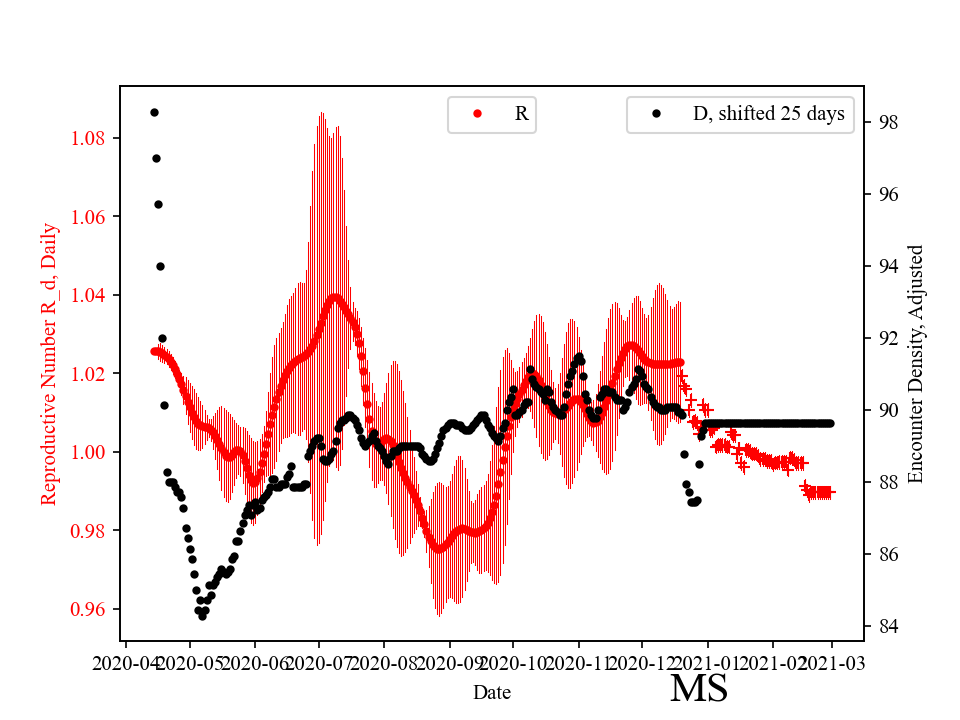 R
D, shifted 25 days
Reproductive Number R_d, Daily
1.08
1.06
1.04
1.02
1.00
0.98
0.96
98
96
94
92
90
88
86
84
Encounter Density, Adjusted
2020-04 2020-05 2020-06 2020-07 2020-08 2020-09 2020-10 2020-11 2020-12 2021-01 2021-02 2021-03
Date
MS